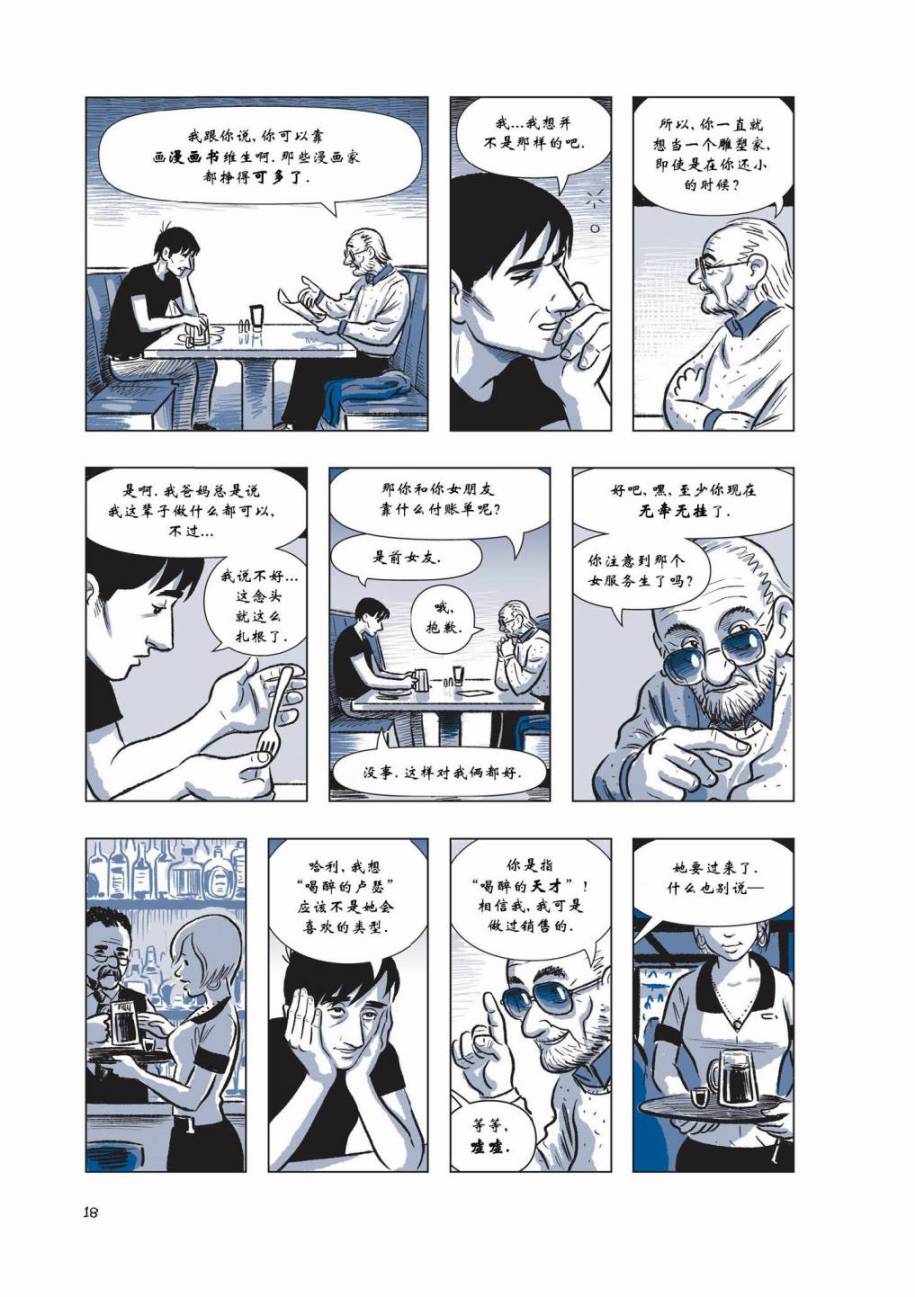 我跟你说,你可以靠
画漫画书维生啊.那些漫画家
都挣得可多了.
我...我想并
不是那样的吧.
所以,你一直就
想当一个雕塑家,
即使是在你还小
的时候?
是啊.我爸妈总是说
我这辈子做什么都可以,
不过...
我说不好...
这念头
就这么
扎根了.
那你和你女朋友
靠什么付账单呢?
是前女友.
哦,
抱歉.
没事.这样对我俩都好.
好吧,嘿,至少你现在
无牵无挂了.
你注意到那个
女服务生了吗?
哈利,我想
“喝醉的卢瑟”
应该不是她会
喜欢的类型.
你是指
“喝醉的天才”!
相信我,我可是
做过销售的.
等等,
嘘嘘.
她要过来了.
什么也别说—
18